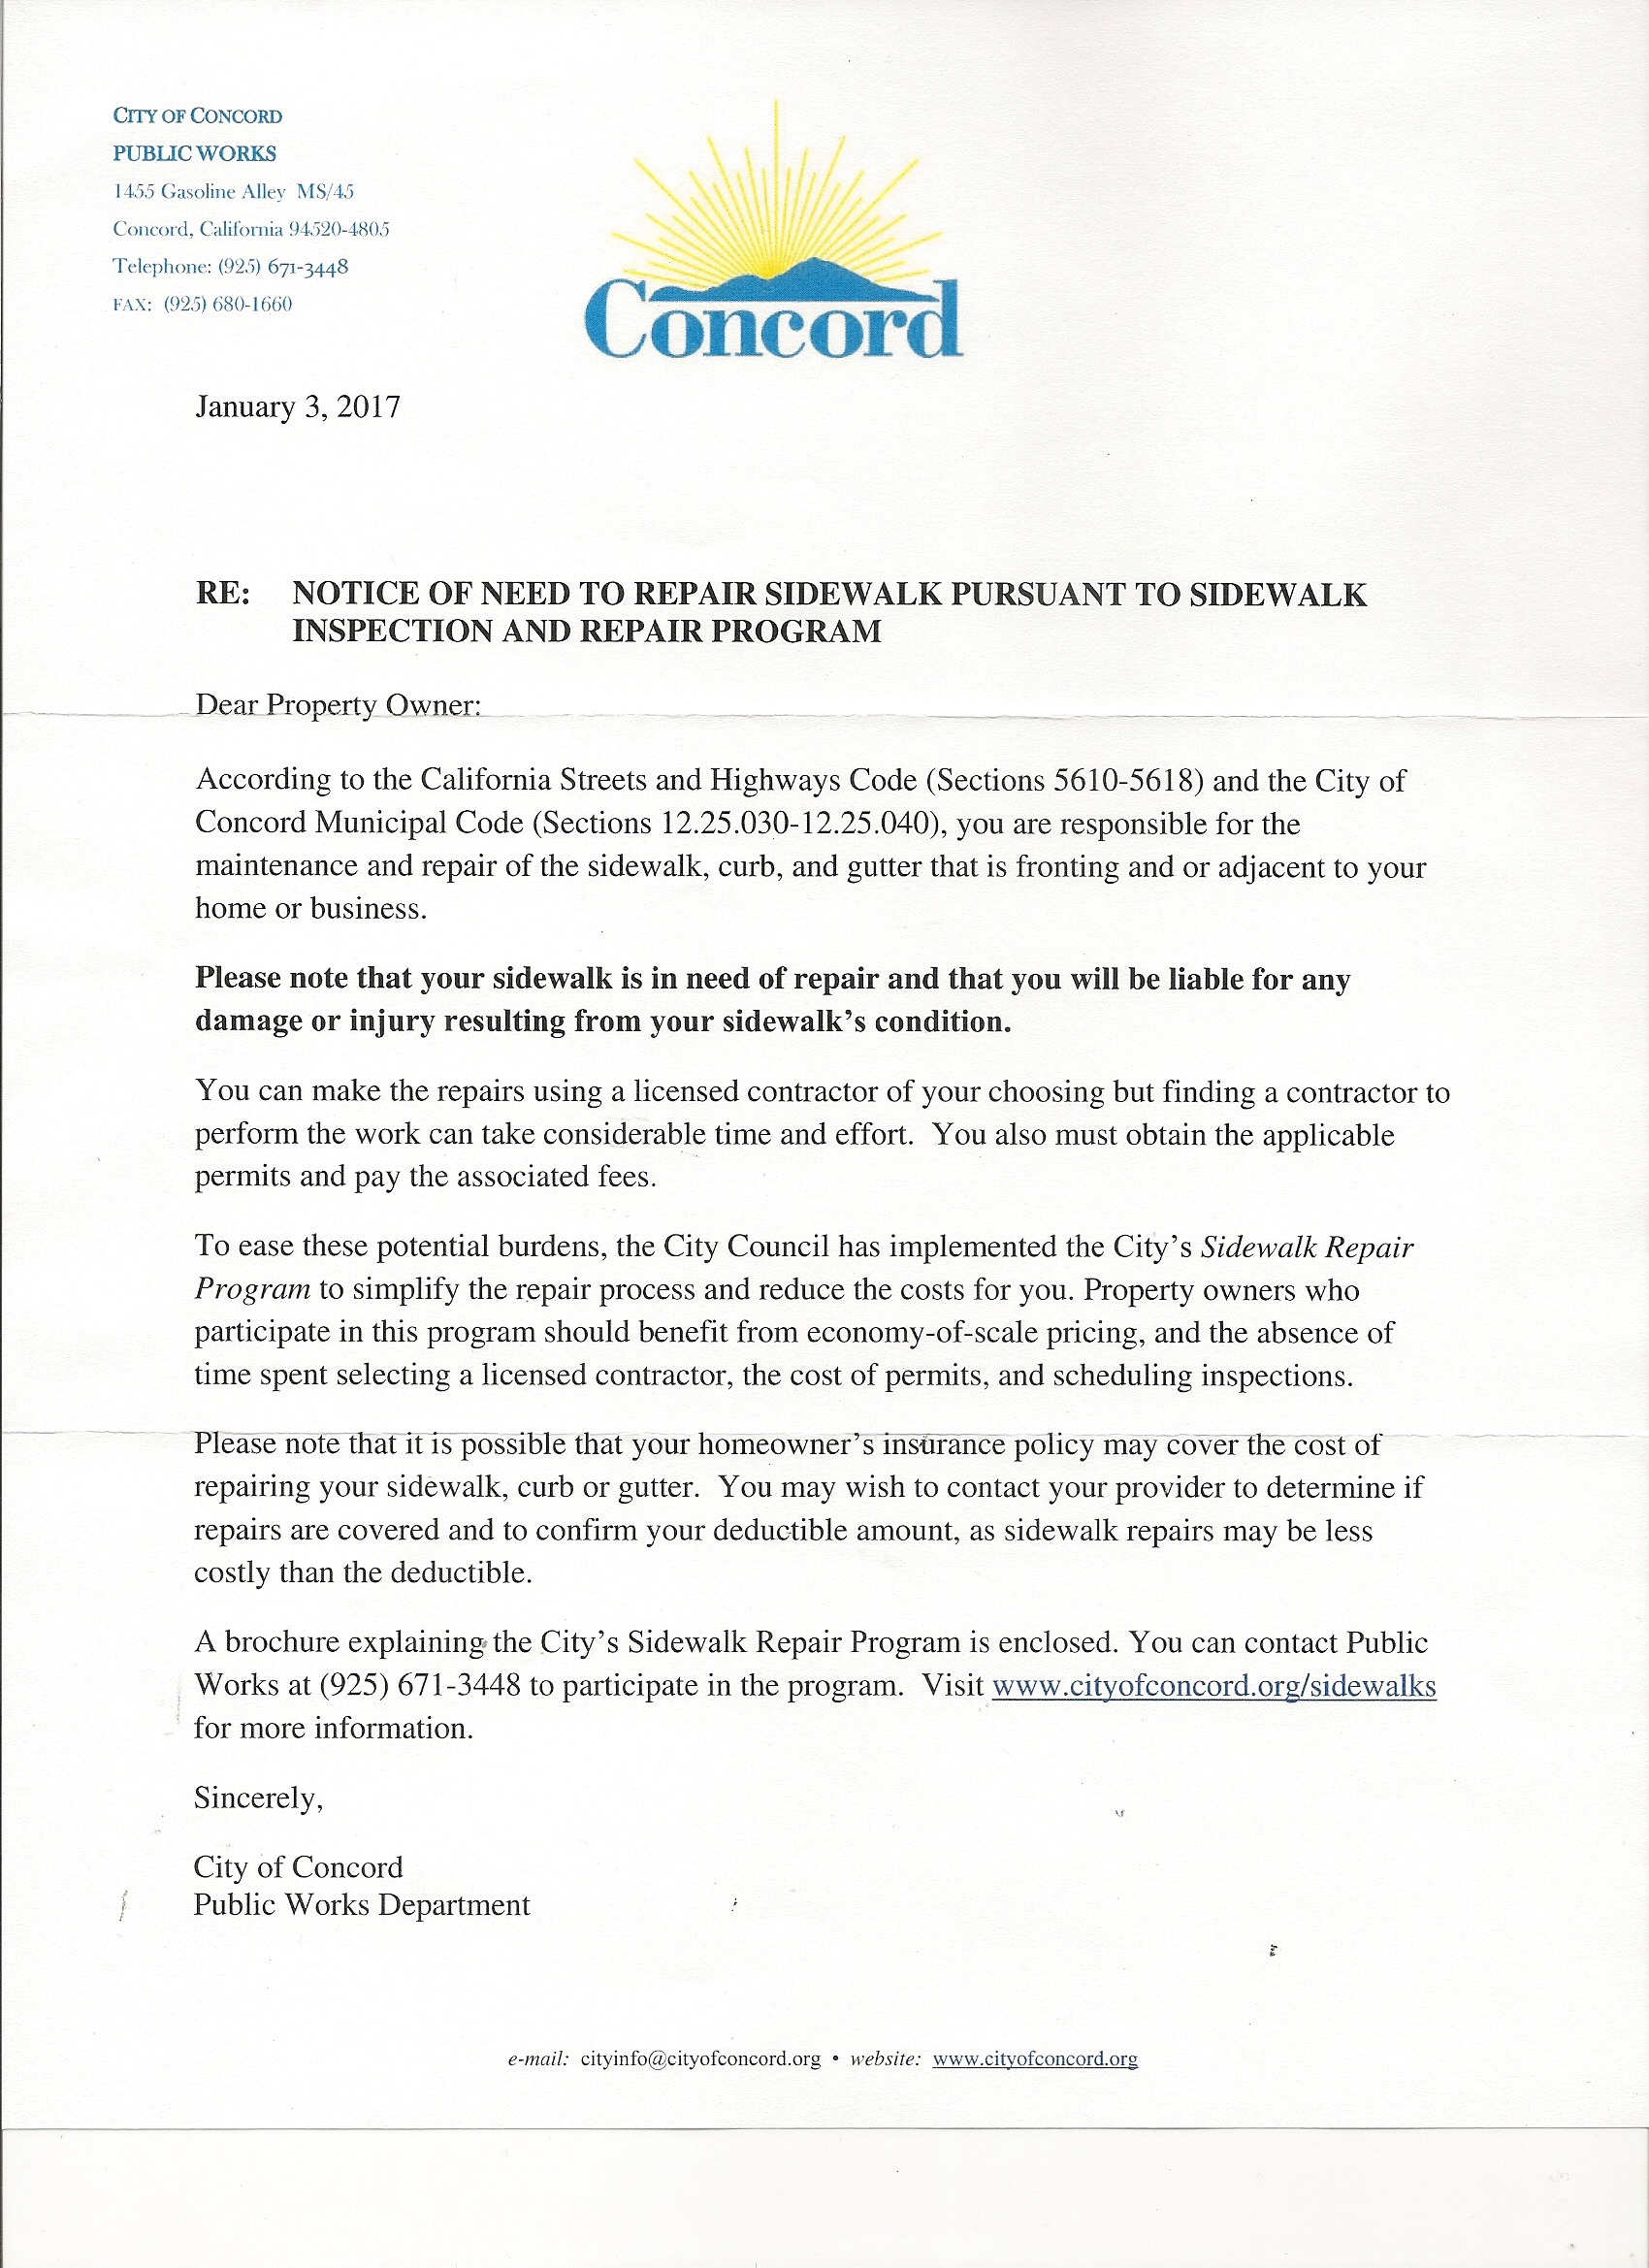 CITY OF CONCORD
PUBLIC WORKS
1455 Gasoline Alley MS/45
Concord, California 94520-4805
Telephone: (925) 671-3448
FAX: (925) 680-1660
Concord
January 3, 2017
RE: NOTICE OF NEED TO REPAIR SIDEWALK PURSUANT TO SIDEWALK
INSPECTION AND REPAIR PROGRAM
Dear Property Owner:
According to the California Streets and Highways Code (Sections 5610-5618) and the City of
Concord Municipal Code (Sections 12.25.030-12.25.040), you are responsible for the
maintenance and repair of the sidewalk, curb, and gutter that is fronting and or adjacent to your
home or business.
Please note that your sidewalk is in need of repair and that you will be liable for any
damage or injury resulting from your sidewalk's condition.
You can make the repairs using a licensed contractor of your choosing but finding a contractor to
perform the work can take considerable time and effort. You also must obtain the applicable
permits and pay the associated fees.
To ease these potential burdens, the City Council has implemented the City's Sidewalk Repair
Program to simplify the repair process and reduce the costs for you. Property owners who
participate in this program should benefit from economy-of-scale pricing, and the absence of
time spent selecting a licensed contractor, the cost of permits, and scheduling inspections.
Please note that it is possible that your homeowner's insurance policy may cover the cost of
repairing your sidewalk, curb or gutter. You may wish to contact your provider to determine if
repairs are covered and to confirm your deductible amount, as sidewalk repairs may be less
costly than the deductible.
A brochure explaining the City's Sidewalk Repair Program is enclosed. You can contact Public
Works at (925) 671-3448 to participate in the program. Visit www.cityofconcord.org/sidewalks
for more information.
Sincerely,
City of Concord
Public Works Department
e-mail: cityinfo@cityofconcord.org • website: www.cityofconcord.org